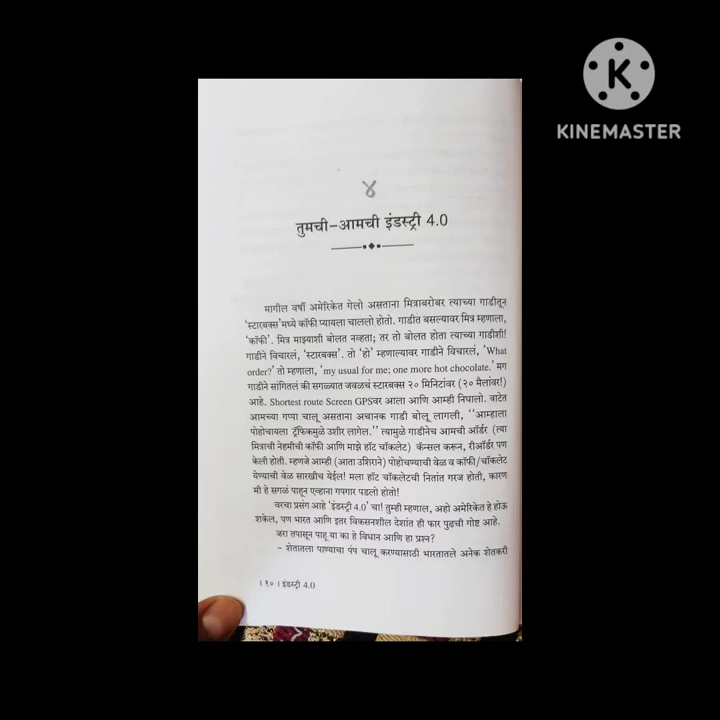 KINEMASTER
४
तुमची-आमची इंडस्ट्री 4.0
मागील वर्षी अमेरिकेत गेलो असताना मित्राबरोबर त्याच्या गाडीतून
'स्टारबक्स'मध्ये कॉफी प्यायला चाललो होतो. गाडीत बसल्यावर मित्र म्हणाला,
'कॉफी'. मित्र माझ्याशी बोलत नव्हता; तर तो बोलत होता त्याच्या गाडीशी!
गाडीने विचारलं, 'स्टारबक्स'. तो 'हो' म्हणाल्यावर गाडीने विचारलं, 'What
order?' तो म्हणाला, 'my usual for me; one more hot chocolate.' मग
गाडीने सांगितलं की सगळ्यात जवळचं स्टारबक्स २० मिनिटांवर (२० मैलांवर!)
आहे. Shortest route Screen GPSवर आला आणि आम्ही निघालो. वाटेत
आमच्या गप्पा चालू असताना अचानक गाडी बोलू लागली, "आम्हाला
पोहोचायला ट्रॅफिकमुळे उशीर लागेल." त्यामुळे गाडीनेच आमची ऑर्डर (त्या
मित्राची नेहमीची कॉफी आणि माझे हॉट चॉकलेट) कॅन्सल करून, रीऑर्डर पण
केली होती. म्हणजे आम्ही (आता उशिराने) पोहोचण्याची वेळ व कॉफी/चॉकलेट
येण्याची वेळ सारखीच येईल! मला हॉट चॉकलेटची नितांत गरज होती, कारण
मी हे सगळं पाहून एव्हाना गपगार पडलो होतो!
वरचा प्रसंग आहे 'इंडस्ट्री 4.0' चा! तुम्ही म्हणाल, अहो अमेरिकेत हे होऊ
शकेल, पण भारत आणि इतर विकसनशील देशांत ही फार पुढची गोष्ट आहे.
जरा तपासून पाहू या का हे विधान आणि हा प्रश्न?
- शेतातला पाण्याचा पंप चालू करण्यासाठी भारतातले अनेक शेतकरी
। १० । इंडस्ट्री 4.0